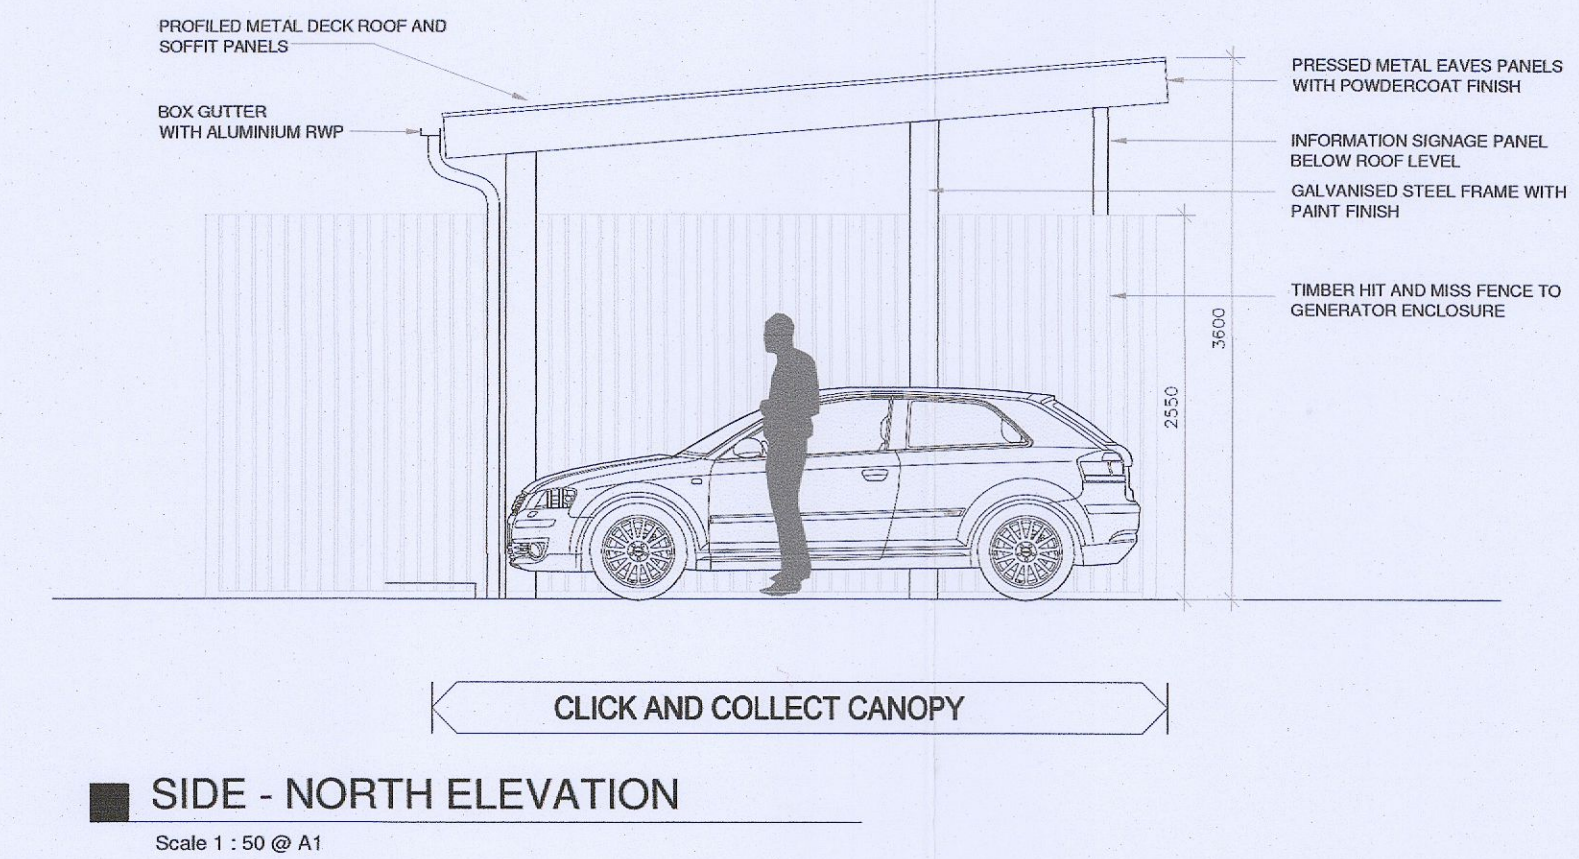 PROFILED METAL DECK ROOF AND
SOFFIT PANELS
BOX GUTTER
WITH ALUMINIUM RWP
PRESSED METAL EAVES PANELS
WITH POWDERCOAT FINISH
INFORMATION SIGNAGE PANEL
BELOW ROOF LEVEL
GALVANISED STEEL FRAME WITH
PAINT FINISH
TIMBER HIT AND MISS FENCE TO
GENERATOR ENCLOSURE
3600
2550
CLICK AND COLLECT CANOPY
SIDE - NORTH ELEVATION
Scale 1 : 50 @ A1